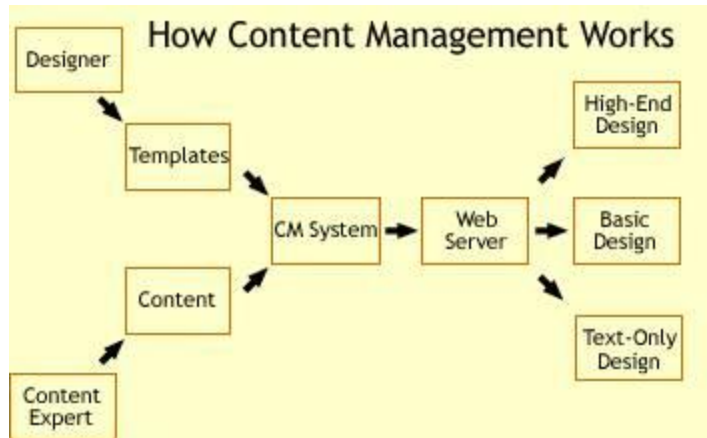 How Content Management Works
Designer
Templates
Content
Content
Expert
CM System
Web
Server
High-End
Design
Basic
Design
Text-Only
Design